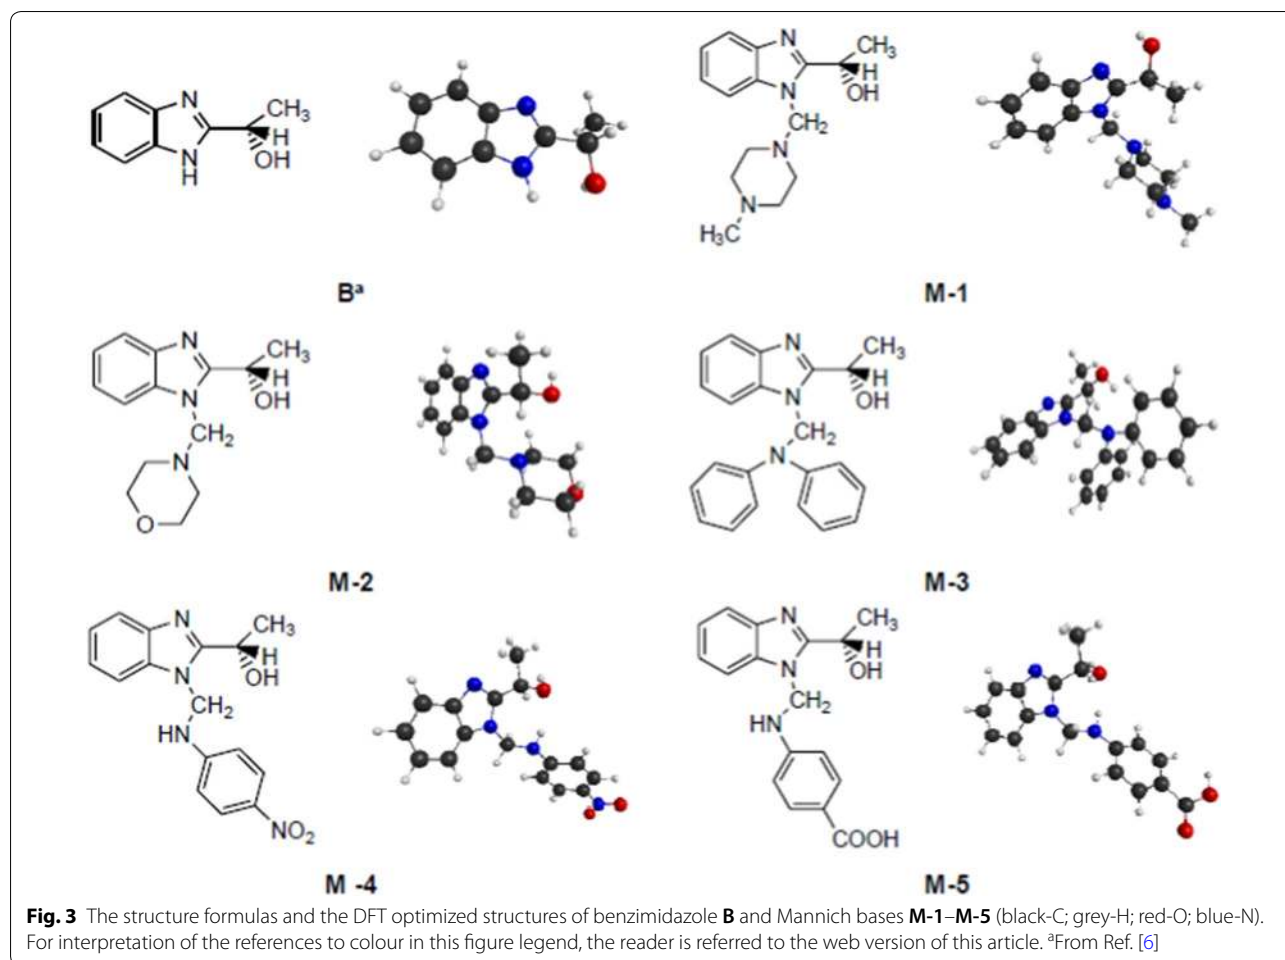 N
CH3
H
OH
N
H
Bᵃ
N
CH3
H
OH
N
CH2
N
N
H3C
M-1
N
CH3
H
OH
N
CH2
N
O
M-2
N
CH3
H
OH
N
CH2
N
M-3
N
CH3
H
OH
N
CH2
HN
NO2
M -4
N
CH3
H
OH
N
CH2
HN
COOH
M-5
Fig. 3 The structure formulas and the DFT optimized structures of benzimidazole B and Mannich bases M-1–M-5 (black-C; grey-H; red-O; blue-N).
For interpretation of the references to colour in this figure legend, the reader is referred to the web version of this article. ᵃFrom Ref. [6]